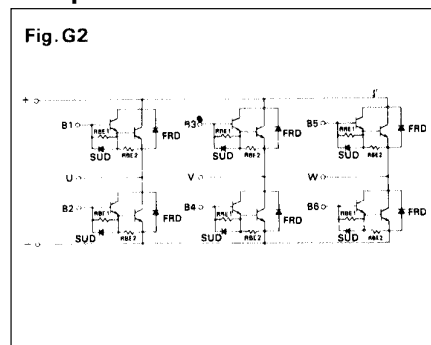 Fig. G2
+
B1 RBE1 SUD RBE2 FRD
B3 RBE1 SUD RBE2 FRD
B5 RBE1 SUD RBE2 FRD
U V W
B2 RBE1 SUD RBE2 FRD
B4 RBE1 SUD RBE2 FRD
B6 RBE1 SUD RBE2 FRD
+